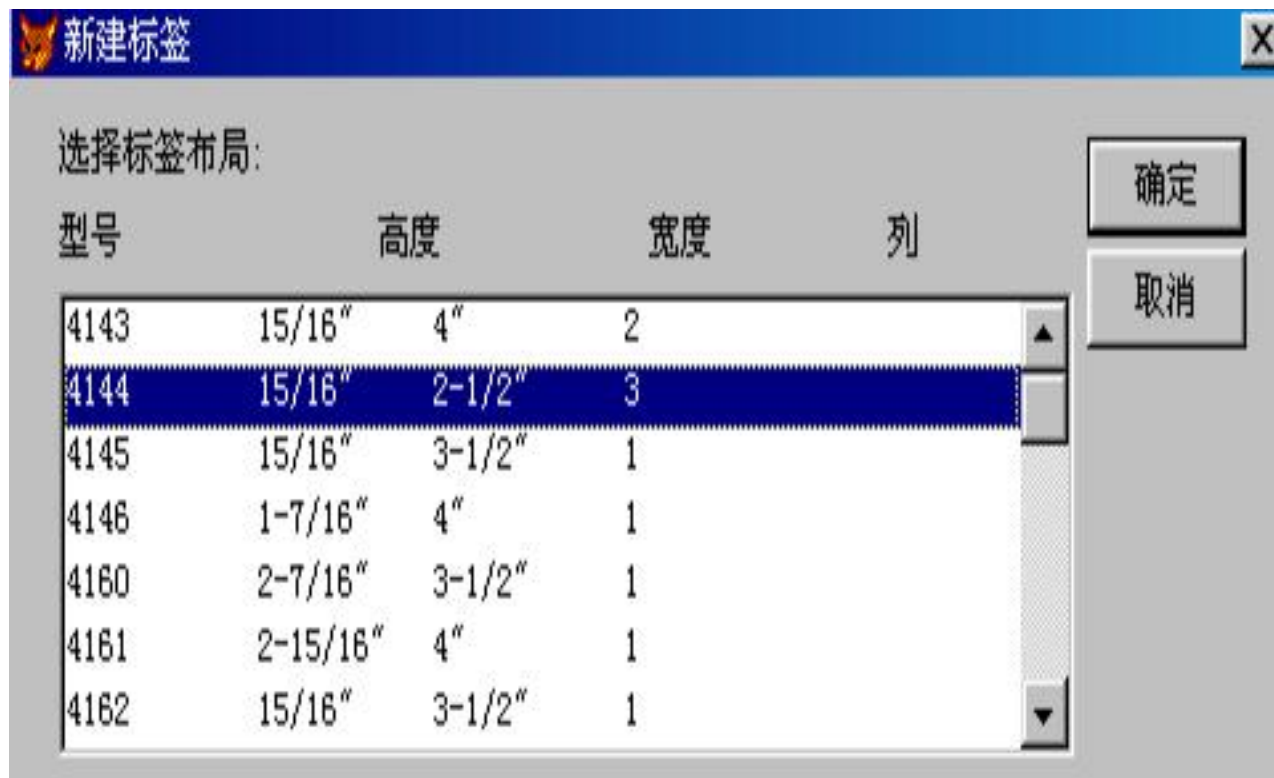 新建标签
选择标签布局:
确定
型号 高度 宽度 列
取消
4143 15/16" 4" 2
4144 15/16" 2-1/2" 3
4145 15/16" 3-1/2" 1
4146 1-7/16" 4" 1
4160 2-7/16" 3-1/2" 1
4161 2-15/16" 4" 1
4162 15/16" 3-1/2" 1